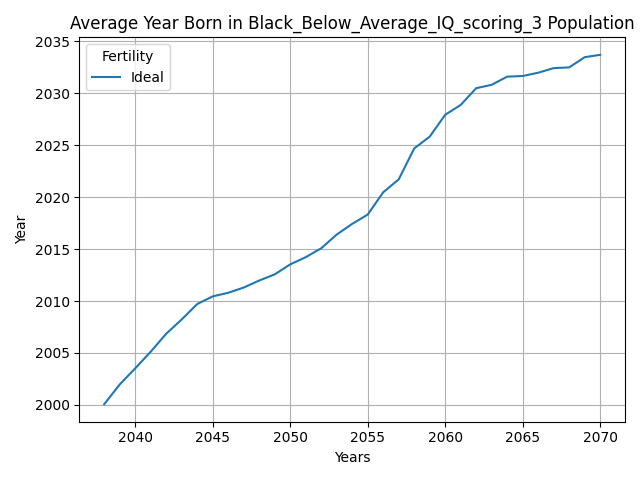 Average Year Born in Black_Below_Average_IQ_scoring_3 Population
Fertility
Ideal
Year
2035
2030
2025
2020
2015
2010
2005
2000
2040 2045 2050 2055 2060 2065 2070
Years